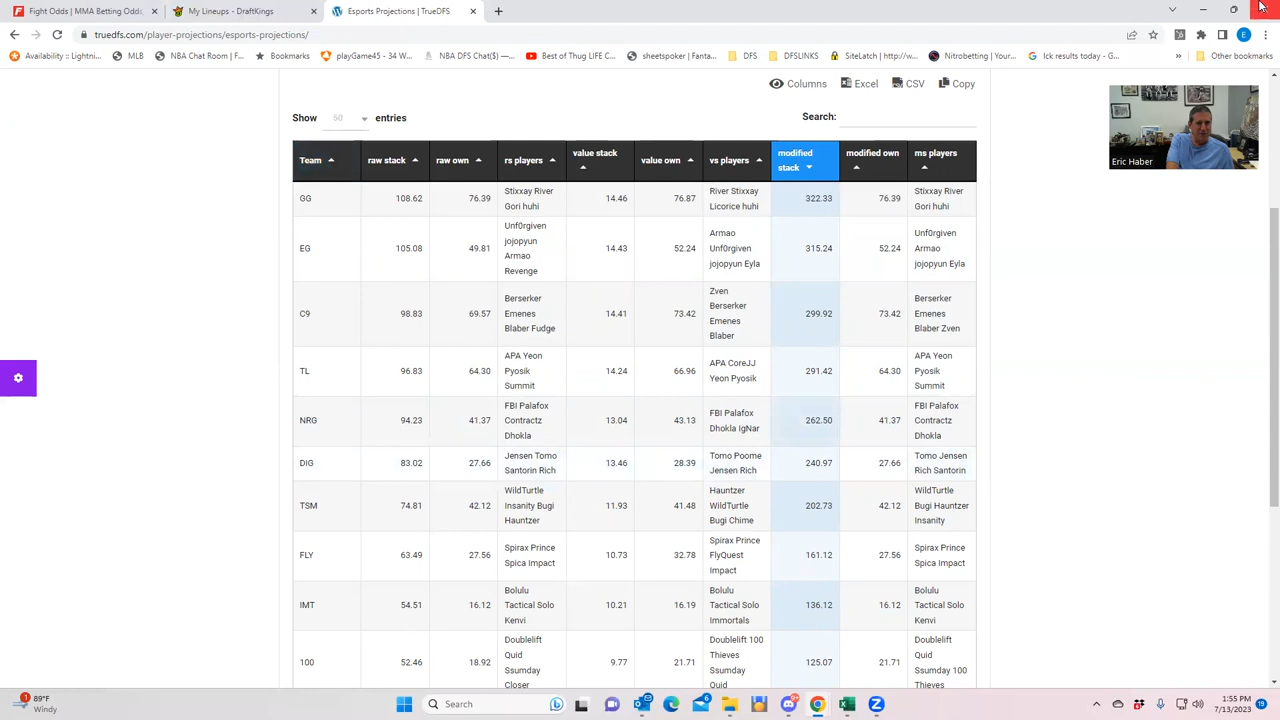 Fight Odds | MMA Betting Odds
My Lineups - DraftKings
Esports Projections | TrueDFS
truedfs.com/player-projections/esports-projections/
E
Availability :: Lightni...
MLB
NBA Chat Room | F...
Bookmarks
playGame45 - 34 W...
NBA DFS Chat($) —...
Best of Thug LIFE C...
sheetspoker | Fanta...
DFS
DFSLINKS
SiteLatch | http://w...
Nitrobetting | Your...
Ick results today - G...
»
Other bookmarks
Columns
Excel
CSV
Copy
Show 50 entries
Search:
Team
raw stack
raw own
rs players
value stack
value own
vs players
modified stack
modified own
ms players
GG 108.62 76.39 Stixxay River Gori huhi 14.46 76.87 River Stixxay Licorice huhi 322.33 76.39 Stixxay River Gori huhi
EG 105.08 49.81 Unf0rgiven jojopyun Armao Revenge 14.43 52.24 Armao Unf0rgiven jojopyun Eyla 315.24 52.24 Unf0rgiven Armao jojopyun Eyla
C9 98.83 69.57 Berserker Emenes Blaber Fudge 14.41 73.42 Zven Berserker Emenes Blaber 299.92 73.42 Berserker Emenes Blaber Zven
TL 96.83 64.30 APA Yeon Pyosik Summit 14.24 66.96 APA CoreJJ Yeon Pyosik 291.42 64.30 APA Yeon Pyosik Summit
NRG 94.23 41.37 FBI Palafox Contractz Dhokla 13.04 43.13 FBI Palafox Dhokla IgNar 262.50 41.37 FBI Palafox Contractz Dhokla
DIG 83.02 27.66 Jensen Tomo Santorin Rich 13.46 28.39 Tomo Poome Jensen Rich 240.97 27.66 Tomo Jensen Rich Santorin
TSM 74.81 42.12 WildTurtle Insanity Bugi Hauntzer 11.93 41.48 Hauntzer WildTurtle Bugi Chime 202.73 42.12 WildTurtle Bugi Hauntzer Insanity
FLY 63.49 27.56 Spirax Prince Spica Impact 10.73 32.78 Spirax Prince FlyQuest Impact 161.12 27.56 Spirax Prince Spica Impact
IMT 54.51 16.12 Bolulu Tactical Solo Kenvi 10.21 16.19 Bolulu Tactical Solo Immortals 136.12 16.12 Bolulu Tactical Solo Kenvi
100 52.46 18.92 Doublelift Quid Ssumday Closer 9.77 21.71 Doublelift 100 Thieves Ssumday Quid 125.07 21.71 Doublelift Quid Ssumday 100 Thieves
Eric Haber
1
89°F
Windy
Search
6
1:55 PM
7/13/2023
19